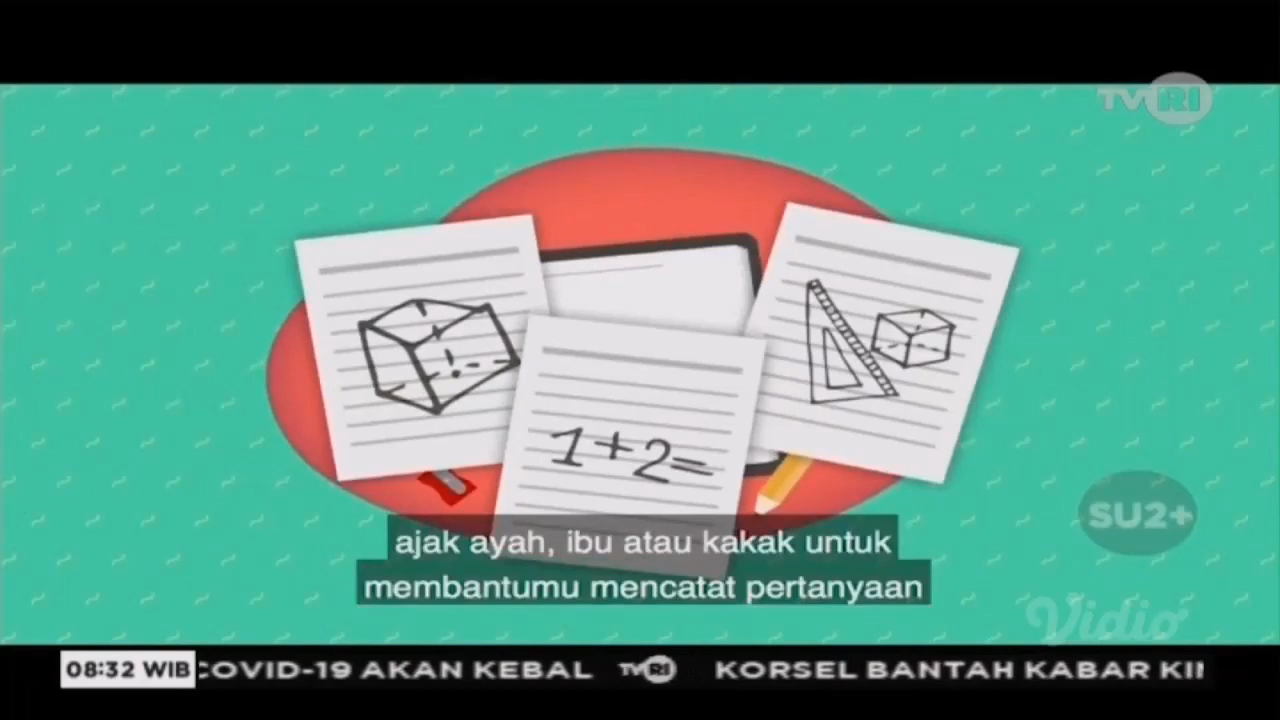 TVRI
1+2=
SU2+
ajak ayah, ibu atau kakak untuk
membantumu mencatat pertanyaan
Vidio
08:32 WIB COVID-19 AKAN KEBAL TVRI KORSEL BANTAH KABAR